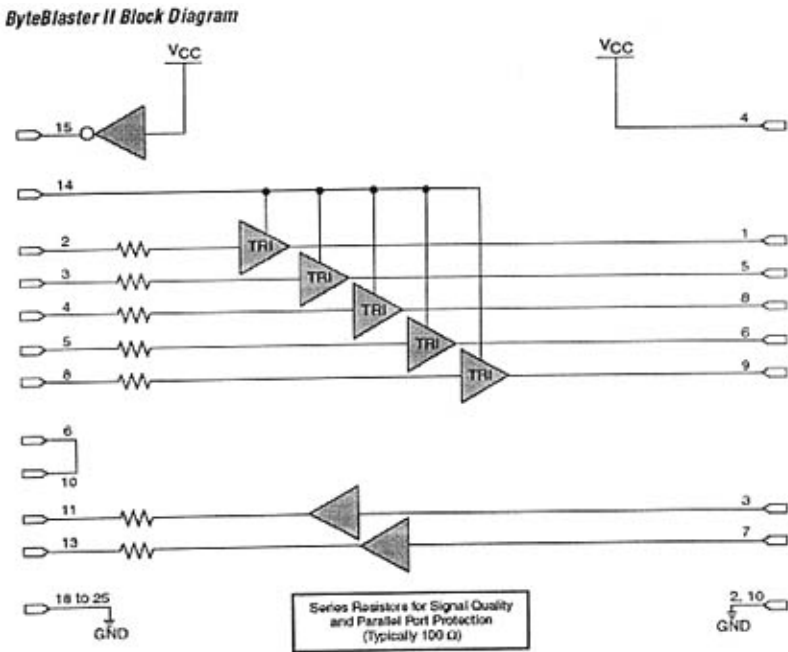 ByteBlaster II Block Diagram
VCC
VCC
15
4
14
2
TRI
1
3
TRI
5
4
TRI
8
5
TRI
6
8
TRI
9
6
10
11
3
13
7
18 to 25
GND
Series Resistors for Signal Quality
and Parallel Port Protection
(Typically 100 Ω)
2, 10
GND